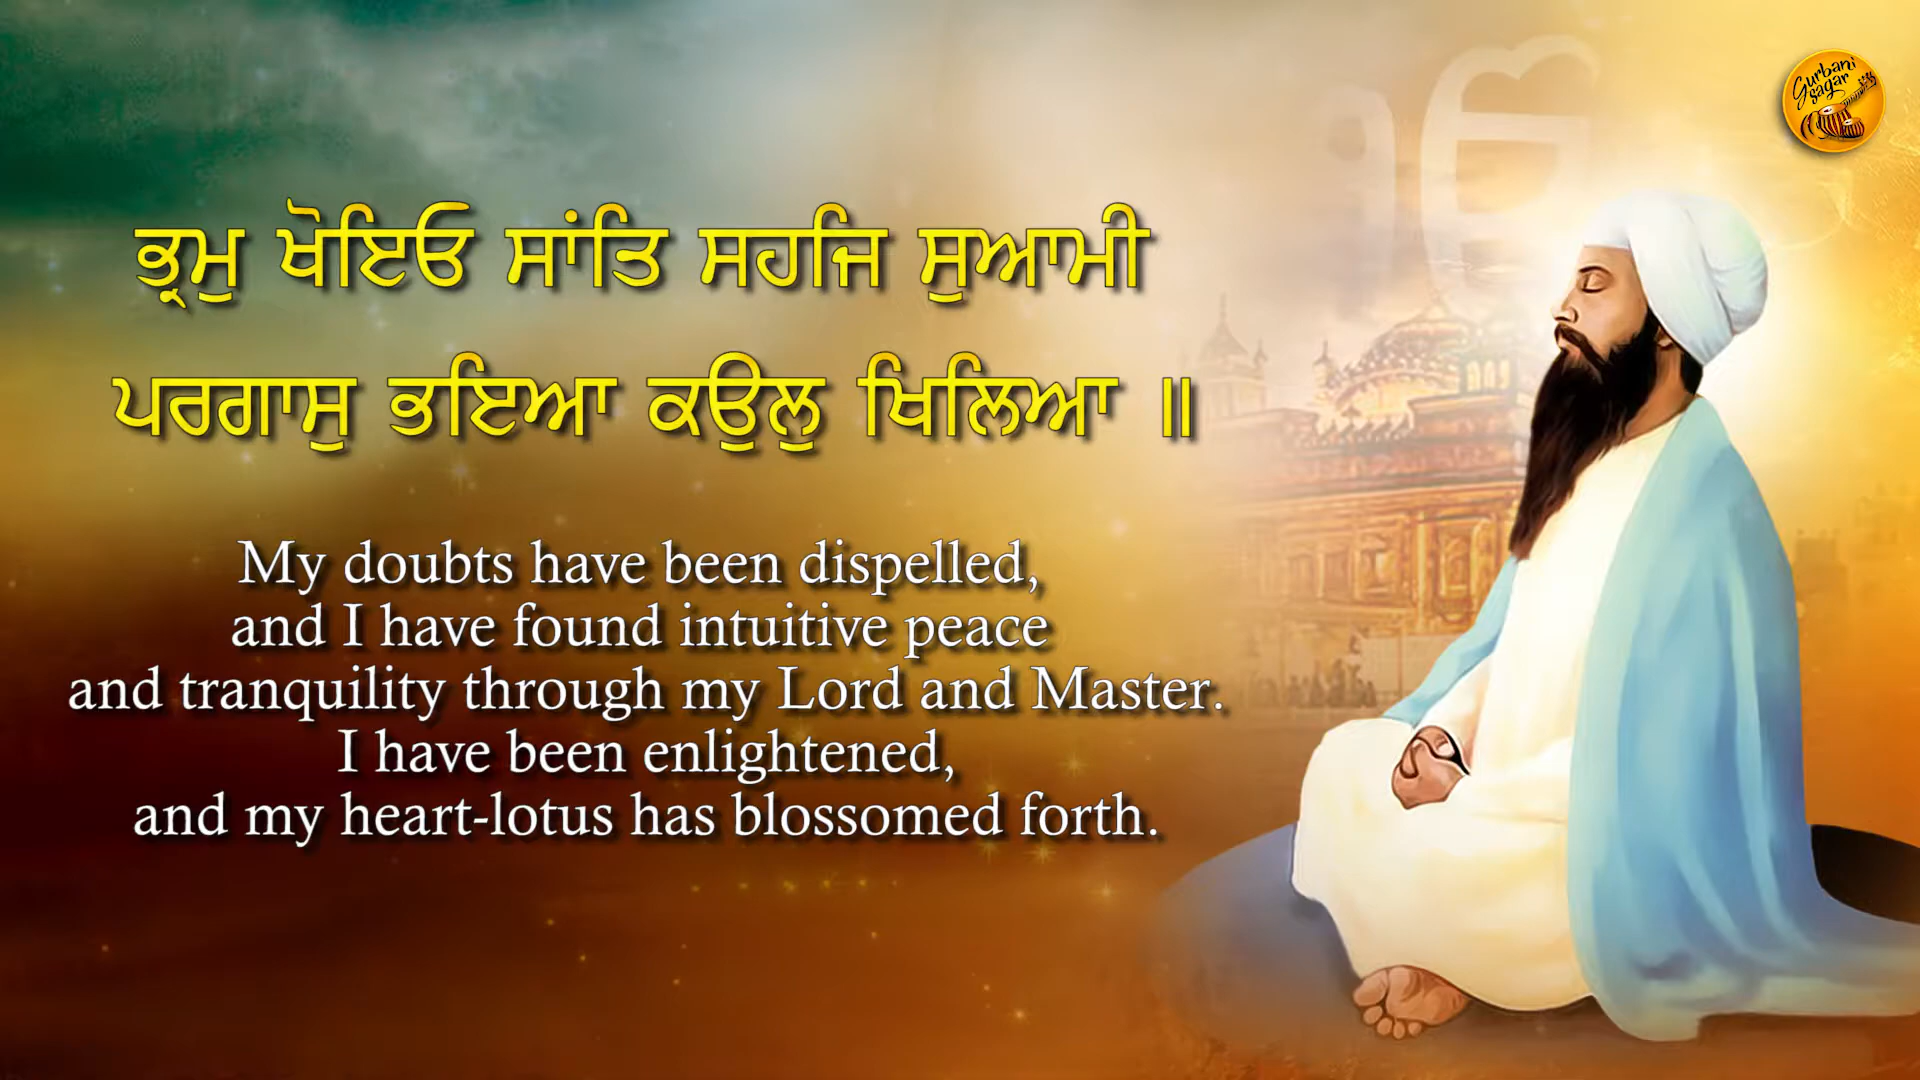 Gurbani
Sagar
ਭ੍ਰਮੁ ਖੋਇਓ ਸਾਂਤਿ ਸਹਜਿ ਸੁਆਮੀ
ਪਰਗਾਸੁ ਭਇਆ ਕਉਲੁ ਖਿਲਿਆ ॥
My doubts have been dispelled,
and I have found intuitive peace
and tranquility through my Lord and Master.
I have been enlightened,
and my heart-lotus has blossomed forth.